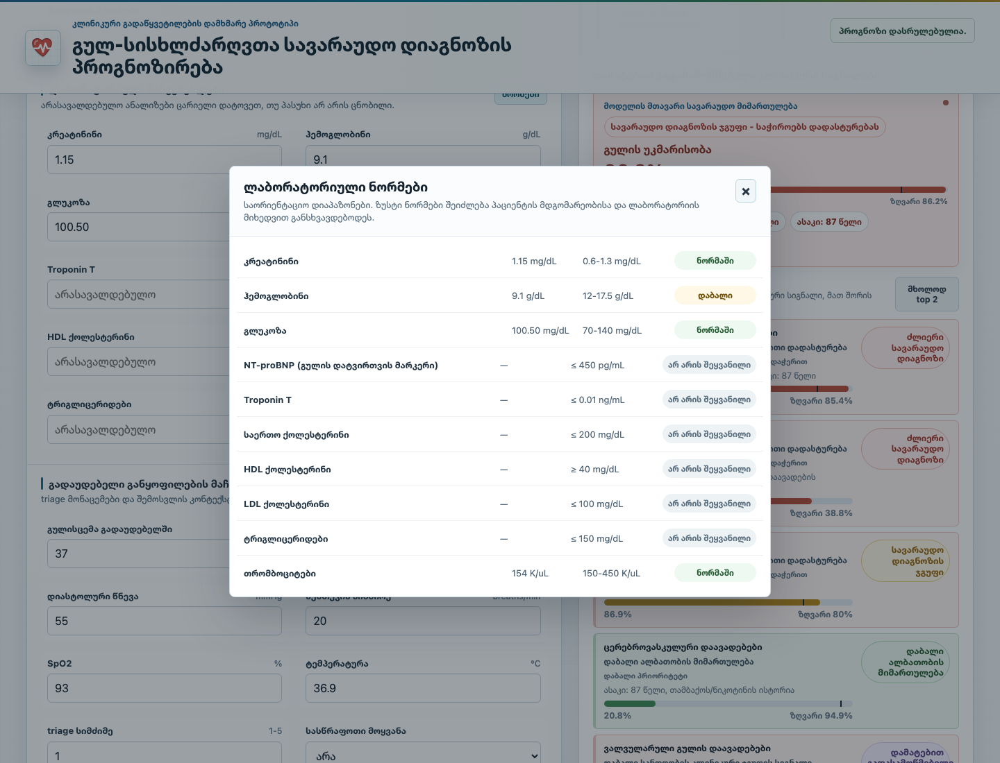 კლინიკური გადაწყვეტილების დამხმარე პროტოტიპი
გულ-სისხლძარღვთა სავარაუდო დიაგნოზის
პროგნოზირება
პროგნოზი დასრულებულია.
არასავალდებულო ანალიზები ცარიელი დატოვეთ, თუ პასუხი არ არის ცნობილი.
კრეატინინი mg/dL
1.15
ჰემოგლობინი g/dL
9.1
გლუკოზა
100.50
Troponin T
არასავალდებულო
HDL ქოლესტერინი
არასავალდებულო
ტრიგლიცერიდები
არასავალდებულო
triage მონაცემები და შემოსვლის
გულისცემა გადაუდებელში
37
დიასტოლური წნევა
55
20
SpO2 %
93
ტემპერატურა °C
36.9
triage სიმძიმე 1-5
1
სასწრაფოთი მოყვანა
არა
ლაბორატორიული ნორმები
საორიენტაციო დიაპაზონები. ზუსტი ნორმები შეიძლება პაციენტის მდგომარეობისა და ლაბორატორიის
მიხედვით განსხვავდებოდეს.
×
კრეატინინი 1.15 mg/dL 0.6-1.3 mg/dL ნორმაში
ჰემოგლობინი 9.1 g/dL 12-17.5 g/dL დაბალი
გლუკოზა 100.50 mg/dL 70-140 mg/dL ნორმაში
NT-proBNP (გულის დატვირთვის მარკერი) — ≤ 450 pg/mL არ არის შეყვანილი
Troponin T — ≤ 0.01 ng/mL არ არის შეყვანილი
საერთო ქოლესტერინი — ≤ 200 mg/dL არ არის შეყვანილი
HDL ქოლესტერინი — ≥ 40 mg/dL არ არის შეყვანილი
LDL ქოლესტერინი — ≤ 100 mg/dL არ არის შეყვანილი
ტრიგლიცერიდები — ≤ 150 mg/dL არ არის შეყვანილი
თრომბოციტები 154 K/uL 150-450 K/uL ნორმაში
მოდელის მთავარი სავარაუდო მიმართულება
სავარაუდო დიაგნოზის ჯგუფი - საჭიროებს დადასტურებას
გულის უკმარისობა
ზღვარი 86.2%
ასაკი: 87 წელი
სიგნალი, მათ შორის
მხოლოდ
top 2
დადასტურება
87 წელი
ზღვარი 85.4%
ძლიერი
სავარაუდო
დიაგნოზი
დადასტურება
ზღვარი 38.8%
ძლიერი
სავარაუდო
დიაგნოზი
დადასტურება
86.9% ზღვარი 80%
სავარაუდო
დიაგნოზის
ჯგუფი
ცერებროვასკულური დაავადებები
დაბალი ალბათობის მიმართულება
დაბალი პრიორიტეტი
ასაკი: 87 წელი, თამბაქოს/ნიკოტინის ისტორია
20.8% ზღვარი 94.9%
დაბალი
ალბათობის
მიმართულება
ვალვულარული გულის დაავადებები
დამატებით